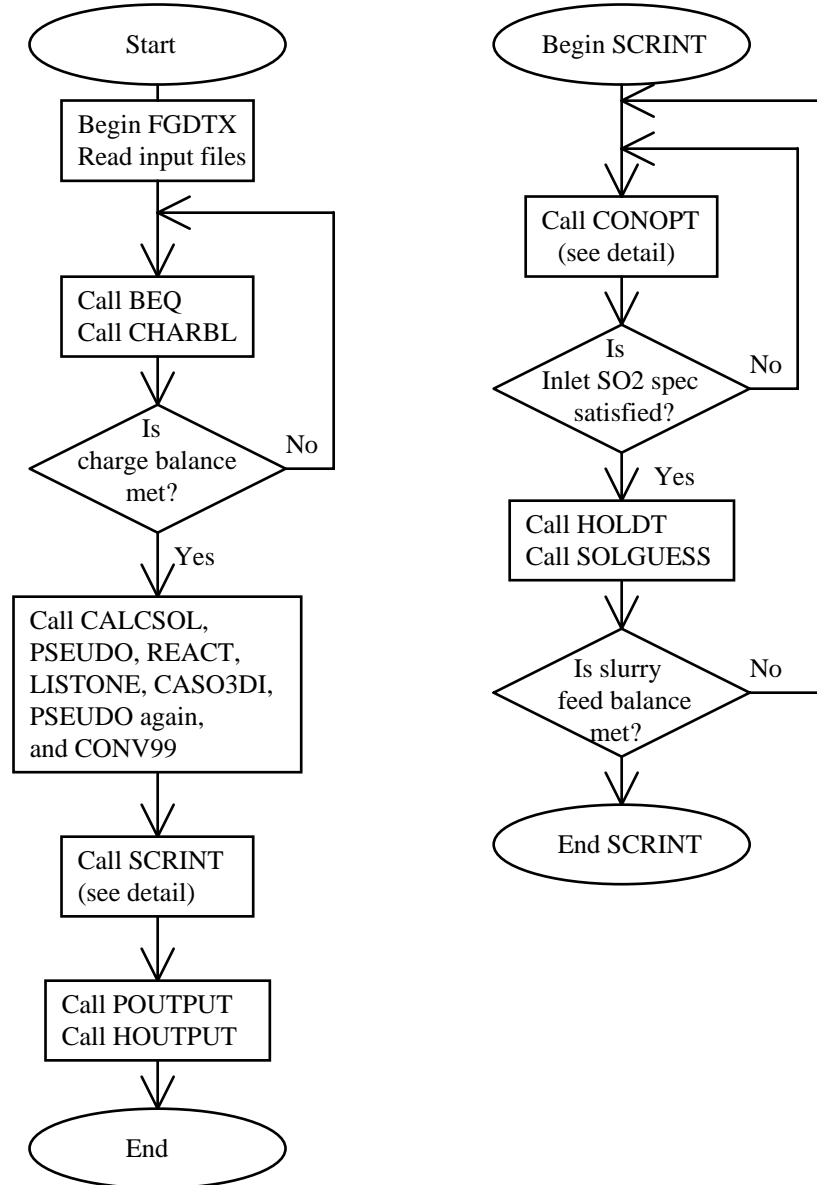 Start
Begin FGDTX
Read input files
Call BEQ
Call CHARBL
Is
charge balance
met?
No
Yes
Call CALCSOL,
PSEUDO, REACT,
LISTONE, CASO3DI,
PSEUDO again,
and CONV99
Call SCRINT
(see detail)
Call POUTPUT
Call HOUTPUT
End
Begin SCRINT
Call CONOPT
(see detail)
Is
Inlet SO2 spec
satisfied?
No
Yes
Call HOLDT
Call SOLGUESS
Is slurry
feed balance
met?
No
End SCRINT